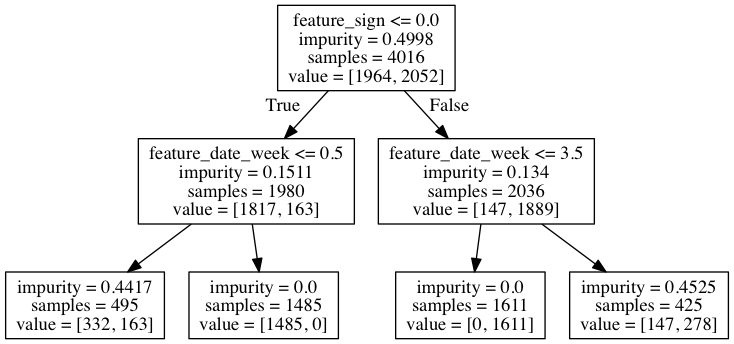 feature_sign <= 0.0
impurity = 0.4998
samples = 4016
value = [1964, 2052]
True
False
feature_date_week <= 0.5
impurity = 0.1511
samples = 1980
value = [1817, 163]
feature_date_week <= 3.5
impurity = 0.134
samples = 2036
value = [147, 1889]
impurity = 0.4417
samples = 495
value = [332, 163]
impurity = 0.0
samples = 1485
value = [1485, 0]
impurity = 0.0
samples = 1611
value = [0, 1611]
impurity = 0.4525
samples = 425
value = [147, 278]